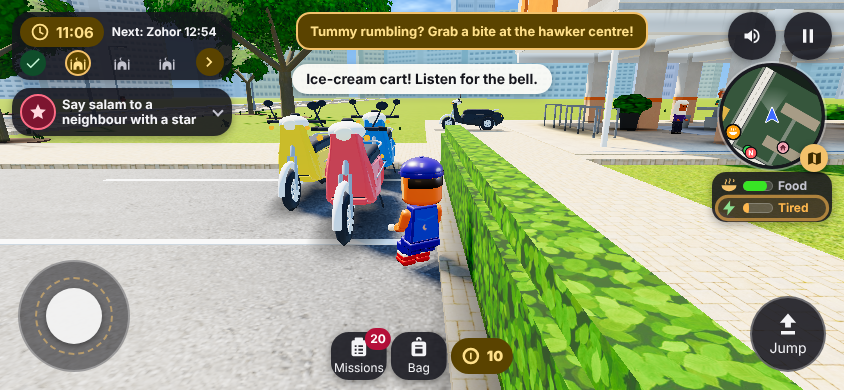 11:06
Next: Zohor 12:54
Tummy rumbling? Grab a bite at the hawker centre!
Ice-cream cart! Listen for the bell.
Say salam to a
neighbour with a star
N
Food
Tired
20
Missions
Bag
10
Jump